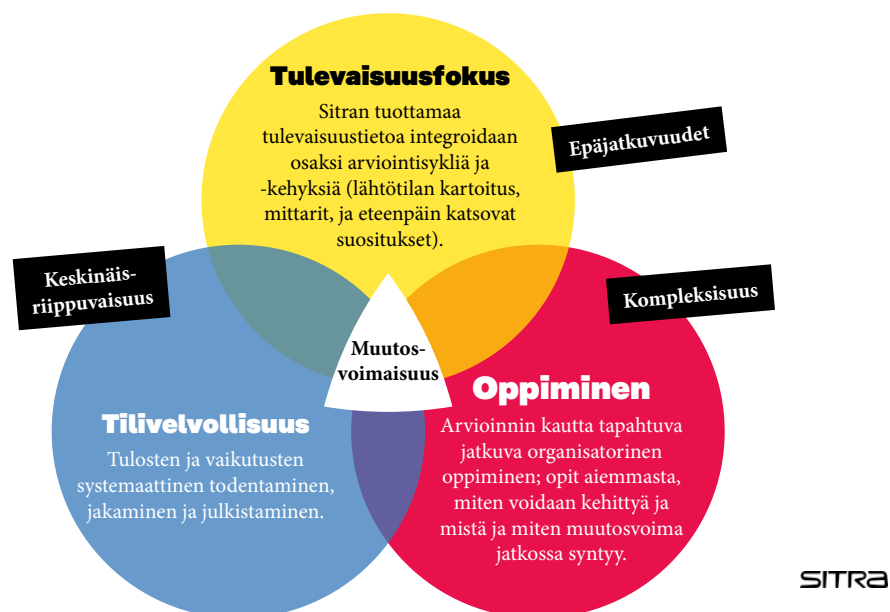 Tulevaisuusfokus
Sitran tuottamaa
tulevaisuustietoa integroidaan
osaksi arviointisykliä ja
-kehyksiä (lähtötilan kartoitus,
mittarit, ja eteenpäin katsovat
suositukset).
Epäjatkuvuudet
Keskinäis-
riippuvaisuus
Kompleksisuus
Muutos-
voimaisuus
Tilivelvollisuus
Tulosten ja vaikutusten
systemaattinen todentaminen,
jakaminen ja julkistaminen.
Oppiminen
Arvioinnin kautta tapahtuva
jatkuva organisatorinen
oppiminen; opit aiemmasta,
miten voidaan kehittyä ja
mistä ja miten muutosvoima
jatkossa syntyy.
SITRA